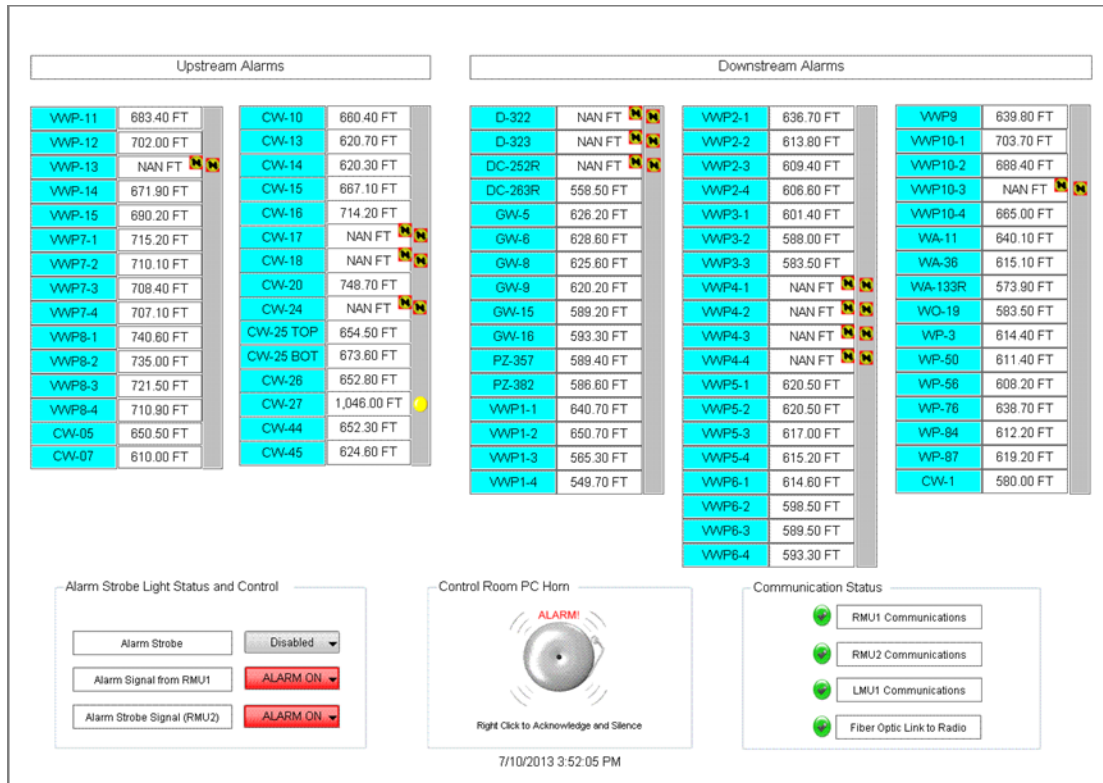 Upstream Alarms
Downstream Alarms
VWP-11 683.40 FT
VWP-12 702.00 FT
VWP-13 NAN FT
VWP-14 671.90 FT
VWP-15 690.20 FT
VWP7-1 715.20 FT
VWP7-2 710.10 FT
VWP7-3 708.40 FT
VWP7-4 707.10 FT
VWP8-1 740.60 FT
VWP8-2 735.00 FT
VWP8-3 721.50 FT
VWP8-4 710.90 FT
CW-05 650.50 FT
CW-07 610.00 FT
CW-10 660.40 FT
CW-13 620.70 FT
CW-14 620.30 FT
CW-15 667.10 FT
CW-16 714.20 FT
CW-17 NAN FT
CW-18 NAN FT
CW-20 748.70 FT
CW-24 NAN FT
CW-25 TOP 654.50 FT
CW-25 BOT 673.60 FT
CW-26 652.80 FT
CW-27 1,046.00 FT
CW-44 652.30 FT
CW-45 624.60 FT
D-322 NAN FT
D-323 NAN FT
DC-252R NAN FT
DC-263R 558.50 FT
GW-5 626.20 FT
GW-6 628.60 FT
GW-8 625.60 FT
GW-9 620.20 FT
GW-15 589.20 FT
GW-16 593.30 FT
PZ-357 589.40 FT
PZ-382 586.60 FT
VWP1-1 640.70 FT
VWP1-2 650.70 FT
VWP1-3 565.30 FT
VWP1-4 549.70 FT
VWP2-1 636.70 FT
VWP2-2 613.80 FT
VWP2-3 609.40 FT
VWP2-4 606.60 FT
VWP3-1 601.40 FT
VWP3-2 588.00 FT
VWP3-3 583.50 FT
VWP4-1 NAN FT
VWP4-2 NAN FT
VWP4-3 NAN FT
VWP4-4 NAN FT
VWP5-1 620.50 FT
VWP5-2 620.50 FT
VWP5-3 617.00 FT
VWP5-4 615.20 FT
VWP6-1 614.60 FT
VWP6-2 598.50 FT
VWP6-3 589.50 FT
VWP6-4 593.30 FT
VWP9 639.80 FT
VWP10-1 703.70 FT
VWP10-2 688.40 FT
VWP10-3 NAN FT
VWP10-4 665.00 FT
WA-11 640.10 FT
WA-36 615.10 FT
WA-133R 573.90 FT
WO-19 583.50 FT
WP-3 614.40 FT
WP-50 611.40 FT
WP-56 608.20 FT
WP-76 638.70 FT
WP-84 612.20 FT
WP-87 619.20 FT
CW-1 580.00 FT
Alarm Strobe Light Status and Control
Alarm Strobe Disabled
Alarm Signal from RMU1 ALARM ON
Alarm Strobe Signal (RMU2) ALARM ON
Control Room PC Horn
ALARM!
Right Click to Acknowledge and Silence
Communication Status
RMU1 Communications
RMU2 Communications
LMU1 Communications
Fiber Optic Link to Radio
7/10/2013 3:52:05 PM